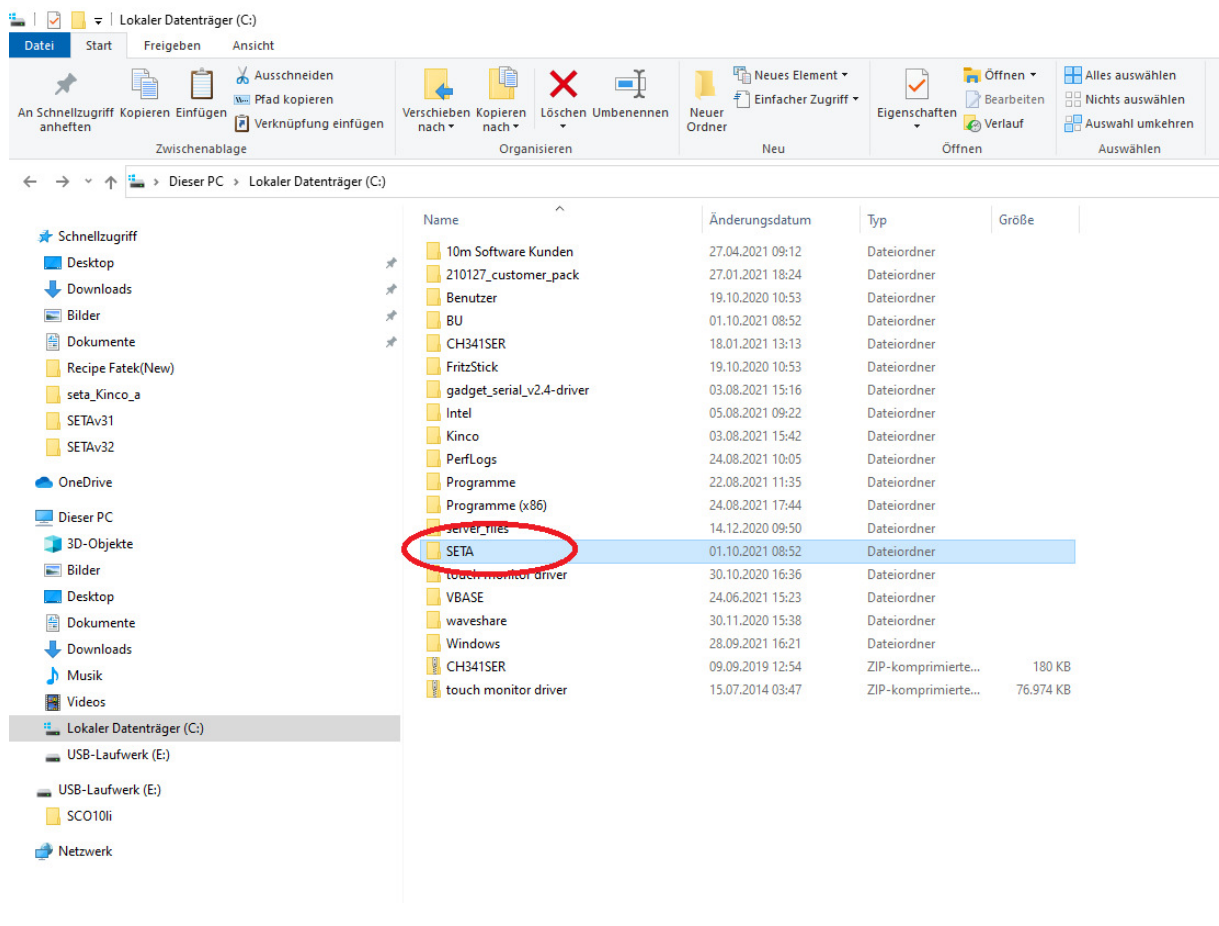 Lokaler Datenträger (C:)
Datei Start Freigeben Ansicht
An Schnellzugriff anheften
Kopieren
Einfügen
Ausschneiden
Pfad kopieren
Verknüpfung einfügen
Zwischenablage
Verschieben nach
Kopieren nach
Löschen
Umbenennen
Organisieren
Neuer Ordner
Neues Element
Einfacher Zugriff
Neu
Eigenschaften
Öffnen
Bearbeiten
Verlauf
Öffnen
Alles auswählen
Nichts auswählen
Auswahl umkehren
Auswählen
Dieser PC > Lokaler Datenträger (C:)
Schnellzugriff
Desktop
Downloads
Bilder
Dokumente
Recipe Fatek(New)
seta_Kinco_a
SETAv31
SETAv32
OneDrive
Dieser PC
3D-Objekte
Bilder
Desktop
Dokumente
Downloads
Musik
Videos
Lokaler Datenträger (C:)
USB-Laufwerk (E:)
USB-Laufwerk (E:)
SCO10li
Netzwerk
Name Änderungsdatum Typ Größe
10m Software Kunden 27.04.2021 09:12 Dateiordner
210127_customer_pack 27.01.2021 18:24 Dateiordner
Benutzer 19.10.2020 10:53 Dateiordner
BU 01.10.2021 08:52 Dateiordner
CH341SER 18.01.2021 13:13 Dateiordner
FritzStick 19.10.2020 10:53 Dateiordner
gadget_serial_v2.4-driver 03.08.2021 15:16 Dateiordner
Intel 05.08.2021 09:22 Dateiordner
Kinco 03.08.2021 15:42 Dateiordner
PerfLogs 24.08.2021 10:05 Dateiordner
Programme 22.08.2021 11:35 Dateiordner
Programme (x86) 24.08.2021 17:44 Dateiordner
server_files 14.12.2020 09:50 Dateiordner
SETA 01.10.2021 08:52 Dateiordner
touch monitor driver 30.10.2020 16:36 Dateiordner
VBASE 24.06.2021 15:23 Dateiordner
waveshare 30.11.2020 15:38 Dateiordner
Windows 28.09.2021 16:21 Dateiordner
CH341SER 09.09.2019 12:54 ZIP-komprimierte... 180 KB
touch monitor driver 15.07.2014 03:47 ZIP-komprimierte... 76.974 KB